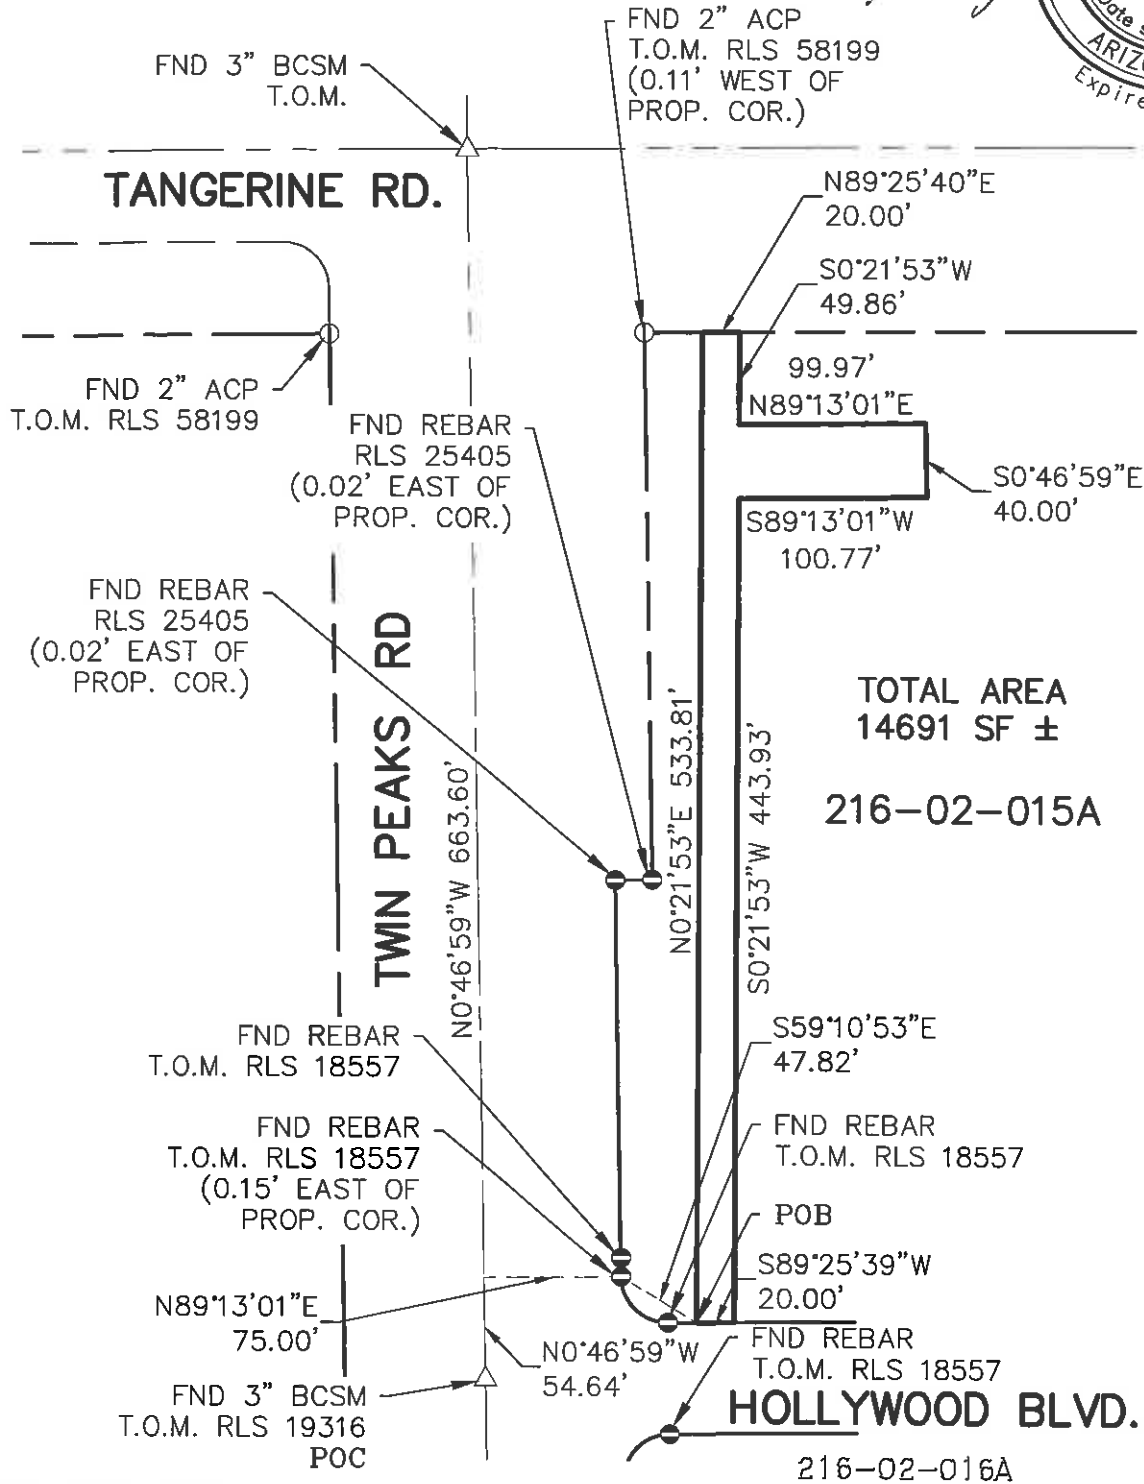 FND 2" ACP
T.O.M. RLS 58199
(0.11' WEST OF
PROP. COR.)
Date
ARIZO
Expire
FND 3" BCSM
T.O.M.
TANGERINE RD.
N89°25'40"E
20.00'
S0°21'53"W
49.86'
99.97'
N89°13'01"E
FND 2" ACP
T.O.M. RLS 58199
FND REBAR
RLS 25405
(0.02' EAST OF
PROP. COR.)
S0°46'59"E
40.00'
S89°13'01"W
100.77'
FND REBAR
RLS 25405
(0.02' EAST OF
PROP. COR.)
TWIN PEAKS RD
N0°46'59"W 663.60'
N0°21'53"E 533.81'
S0°21'53"W 443.93'
TOTAL AREA
14691 SF ±
216-02-015A
FND REBAR
T.O.M. RLS 18557
S59°10'53"E
47.82'
FND REBAR
T.O.M. RLS 18557
(0.15' EAST OF
PROP. COR.)
FND REBAR
T.O.M. RLS 18557
POB
S89°25'39"W
20.00'
N89°13'01"E
75.00'
N0°46'59"W
54.64'
FND REBAR
T.O.M. RLS 18557
FND 3" BCSM
T.O.M. RLS 19316
POC
HOLLYWOOD BLVD.
216-02-016A